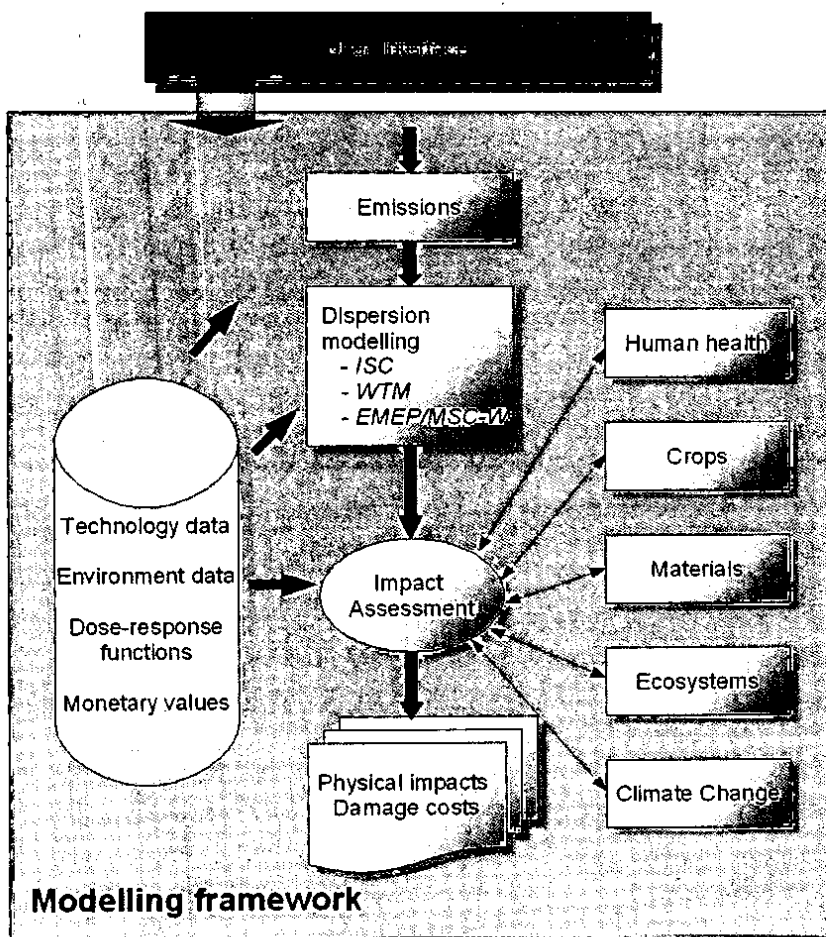 Emissions
Dispersion
modelling
- ISC
- WTM
- EMEP/MSC-W
Technology data
Environment data
Dose-response
functions
Monetary values
Impact
Assessment
Physical impacts
Damage costs
Human health
Crops
Materials
Ecosystems
Climate Change
Modelling framework